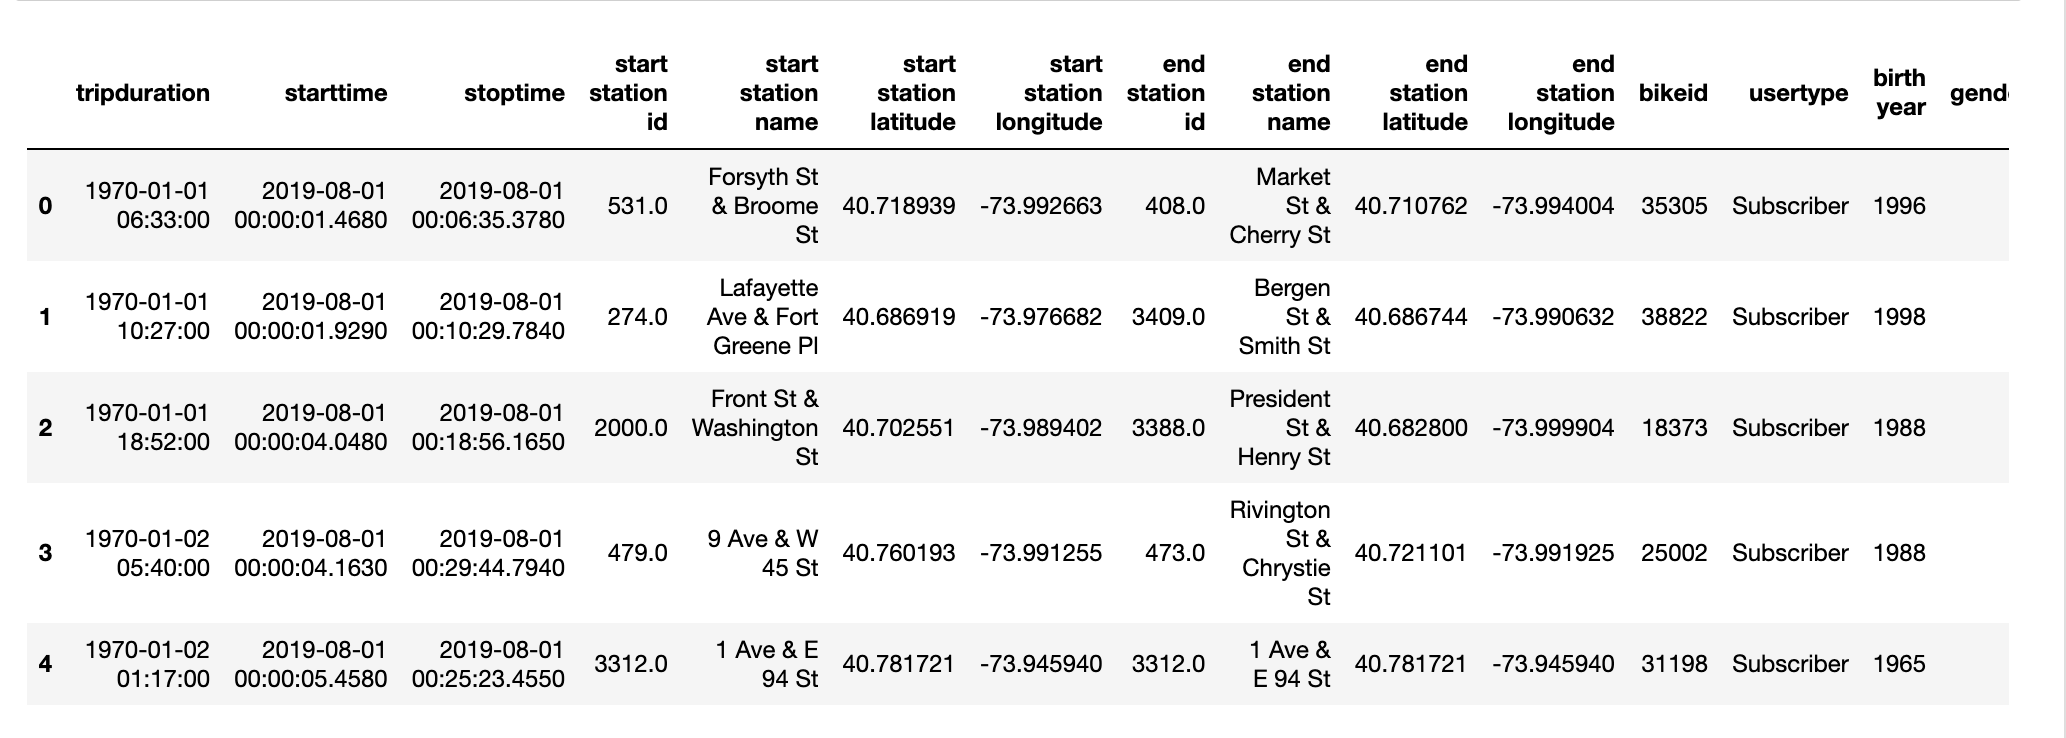 tripduration starttime stoptime start station id start station name start station latitude start station longitude end station id end station name end station latitude end station longitude bikeid usertype birth year gend
0 1970-01-01 06:33:00 2019-08-01 00:00:01.4680 2019-08-01 00:06:35.3780 531.0 Forsyth St & Broome St 40.718939 -73.992663 408.0 Market St & Cherry St 40.710762 -73.994004 35305 Subscriber 1996
1 1970-01-01 10:27:00 2019-08-01 00:00:01.9290 2019-08-01 00:10:29.7840 274.0 Lafayette Ave & Fort Greene Pl 40.686919 -73.976682 3409.0 Bergen St & Smith St 40.686744 -73.990632 38822 Subscriber 1998
2 1970-01-01 18:52:00 2019-08-01 00:00:04.0480 2019-08-01 00:18:56.1650 2000.0 Front St & Washington St 40.702551 -73.989402 3388.0 President St & Henry St 40.682800 -73.999904 18373 Subscriber 1988
3 1970-01-02 05:40:00 2019-08-01 00:00:04.1630 2019-08-01 00:29:44.7940 479.0 9 Ave & W 45 St 40.760193 -73.991255 473.0 Rivington St & Chrystie St 40.721101 -73.991925 25002 Subscriber 1988
4 1970-01-02 01:17:00 2019-08-01 00:00:05.4580 2019-08-01 00:25:23.4550 3312.0 1 Ave & E 94 St 40.781721 -73.945940 3312.0 1 Ave & E 94 St 40.781721 -73.945940 31198 Subscriber 1965